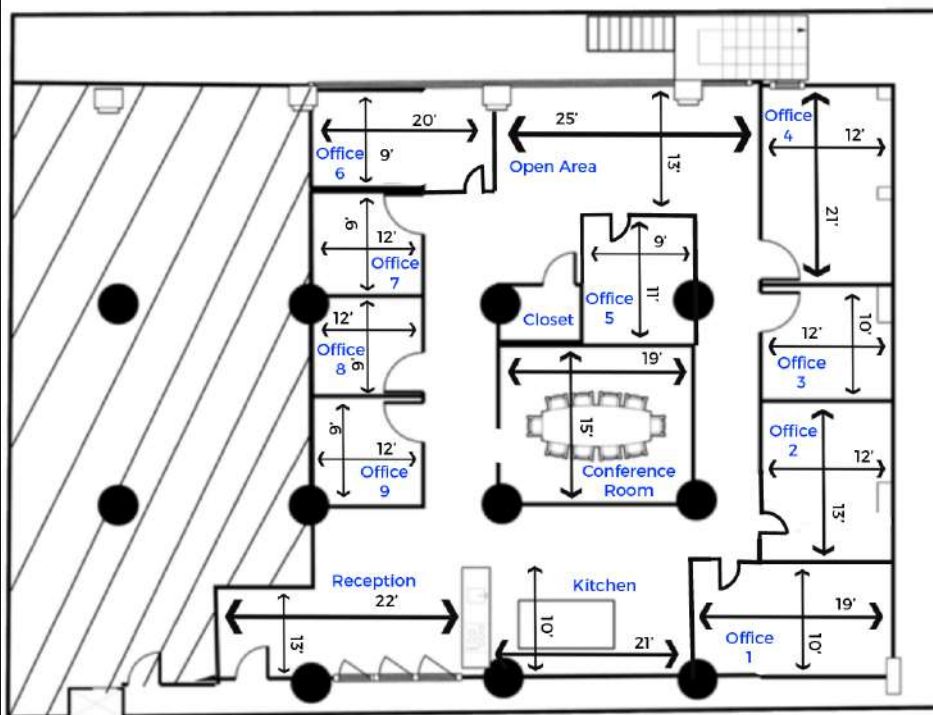 Office
4
12'
21'
20'
Office
6
9'
25'
Open Area
13'
9'
12'
Office
7
9'
Office
5
11'
Closet
12'
Office
8
9'
10'
12'
Office
3
19'
15'
Conference
Room
9'
12'
Office
9
Office
2
12'
13'
Reception
22'
13'
Kitchen
10'
21'
19'
Office
1
10'